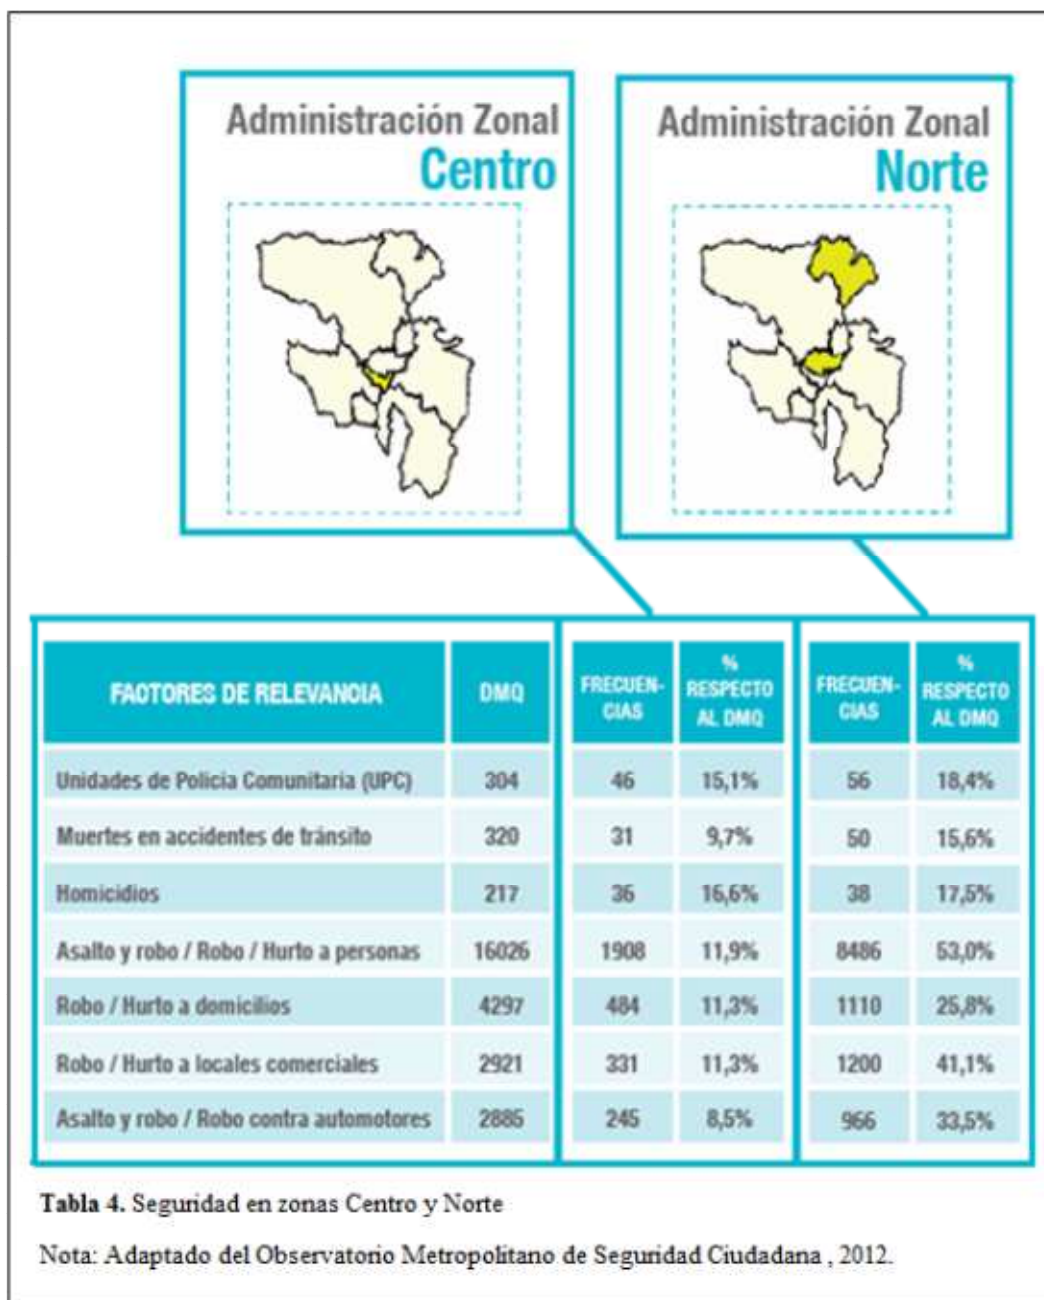 Administración Zonal
Centro
Administración Zonal
Norte
FACTORES DE RELEVANCIA DMQ FRECUEN-CIAS % RESPECTO AL DMQ FRECUEN-CIAS % RESPECTO AL DMQ
Unidades de Policia Comunitaria (UPC) 304 46 15,1% 56 18,4%
Muertes en accidentes de tránsito 320 31 9,7% 50 15,6%
Homicidios 217 36 16,6% 38 17,5%
Asalto y robo / Robo / Hurto a personas 16026 1908 11,9% 8486 53,0%
Robo / Hurto a domicilios 4297 484 11,3% 1110 25,8%
Robo / Hurto a locales comerciales 2921 331 11,3% 1200 41,1%
Asalto y robo / Robo contra automotores 2885 245 8,5% 966 33,5%
Tabla 4. Seguridad en zonas Centro y Norte
Nota: Adaptado del Observatorio Metropolitano de Seguridad Ciudadana , 2012.